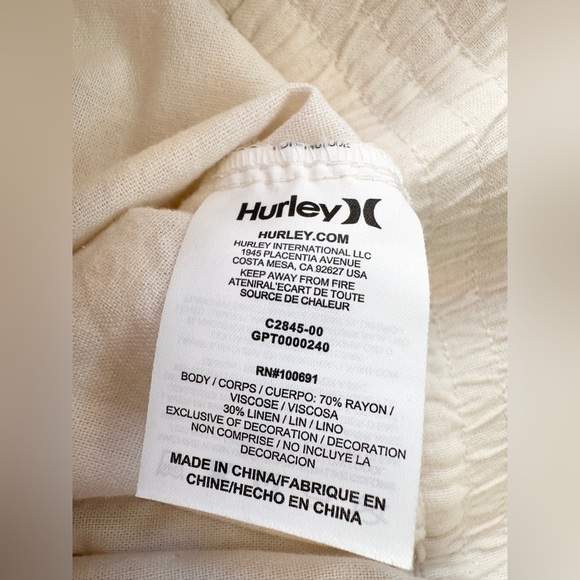 Hurley
HURLEY.COM
HURLEY INTERNATIONAL LLC
1945 PLACENTIA AVENUE
COSTA MESA, CA 92627 USA
KEEP AWAY FROM FIRE
ATENIRAL'ECART DE TOUTE
SOURCE DE CHALEUR
C2845-00
GPT0000240
RN#100691
BODY / CORPS / CUERPO: 70% RAYON /
VISCOSE / VISCOSA
30% LINEN / LIN / LINO
EXCLUSIVE OF DECORATION / DECORATION
NON COMPRISE / NO INCLUYE LA
DECORACION
MADE IN CHINA/FABRIQUE EN
CHINE/HECHO EN CHINA